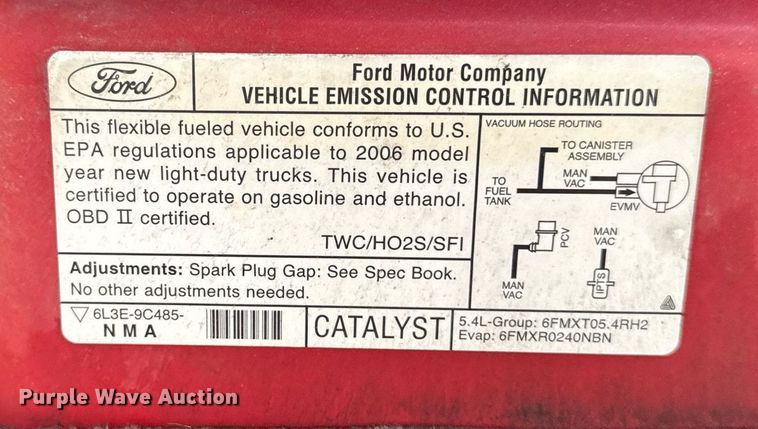 Ford
Ford Motor Company
VEHICLE EMISSION CONTROL INFORMATION
This flexible fueled vehicle conforms to U.S.
EPA regulations applicable to 2006 model
year new light-duty trucks. This vehicle is
certified to operate on gasoline and ethanol.
OBD II certified.
TWC/HO2S/SFI
Adjustments: Spark Plug Gap: See Spec Book.
No other adjustments needed.
VACUUM HOSE ROUTING
TO CANISTER
ASSEMBLY
MAN
VAC
TO
FUEL
TANK
EVMV
PCV
MAN
VAC
MAN
VAC
IPTS
6L3E-9C485-
NMA
CATALYST
5.4L-Group: 6FMXT05.4RH2
Evap: 6FMXR0240NBN
Purple Wave Auction